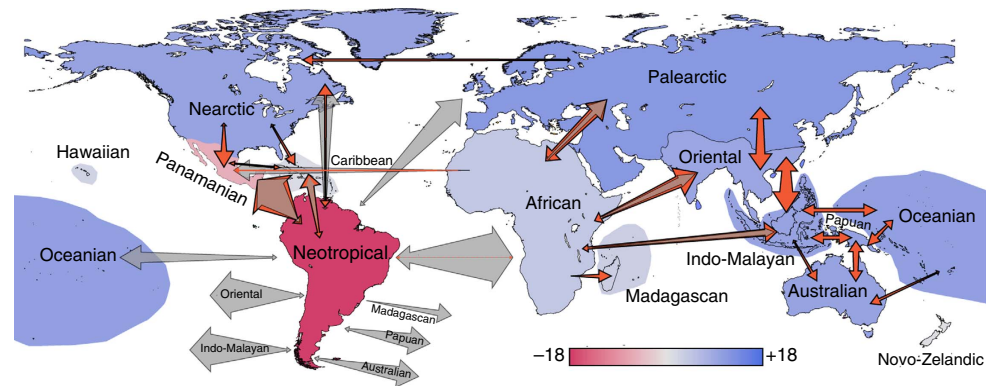 Palearctic
Nearctic
Hawaiian
Panamanian
Caribbean
Oriental
African
Papuan
Oceanian
Oceanian
Neotropical
Indo-Malayan
Oriental
Madagascan
Madagascan
Australian
Papuan
Indo-Malayan
Australian
Novo-Zelandic
−18
+18